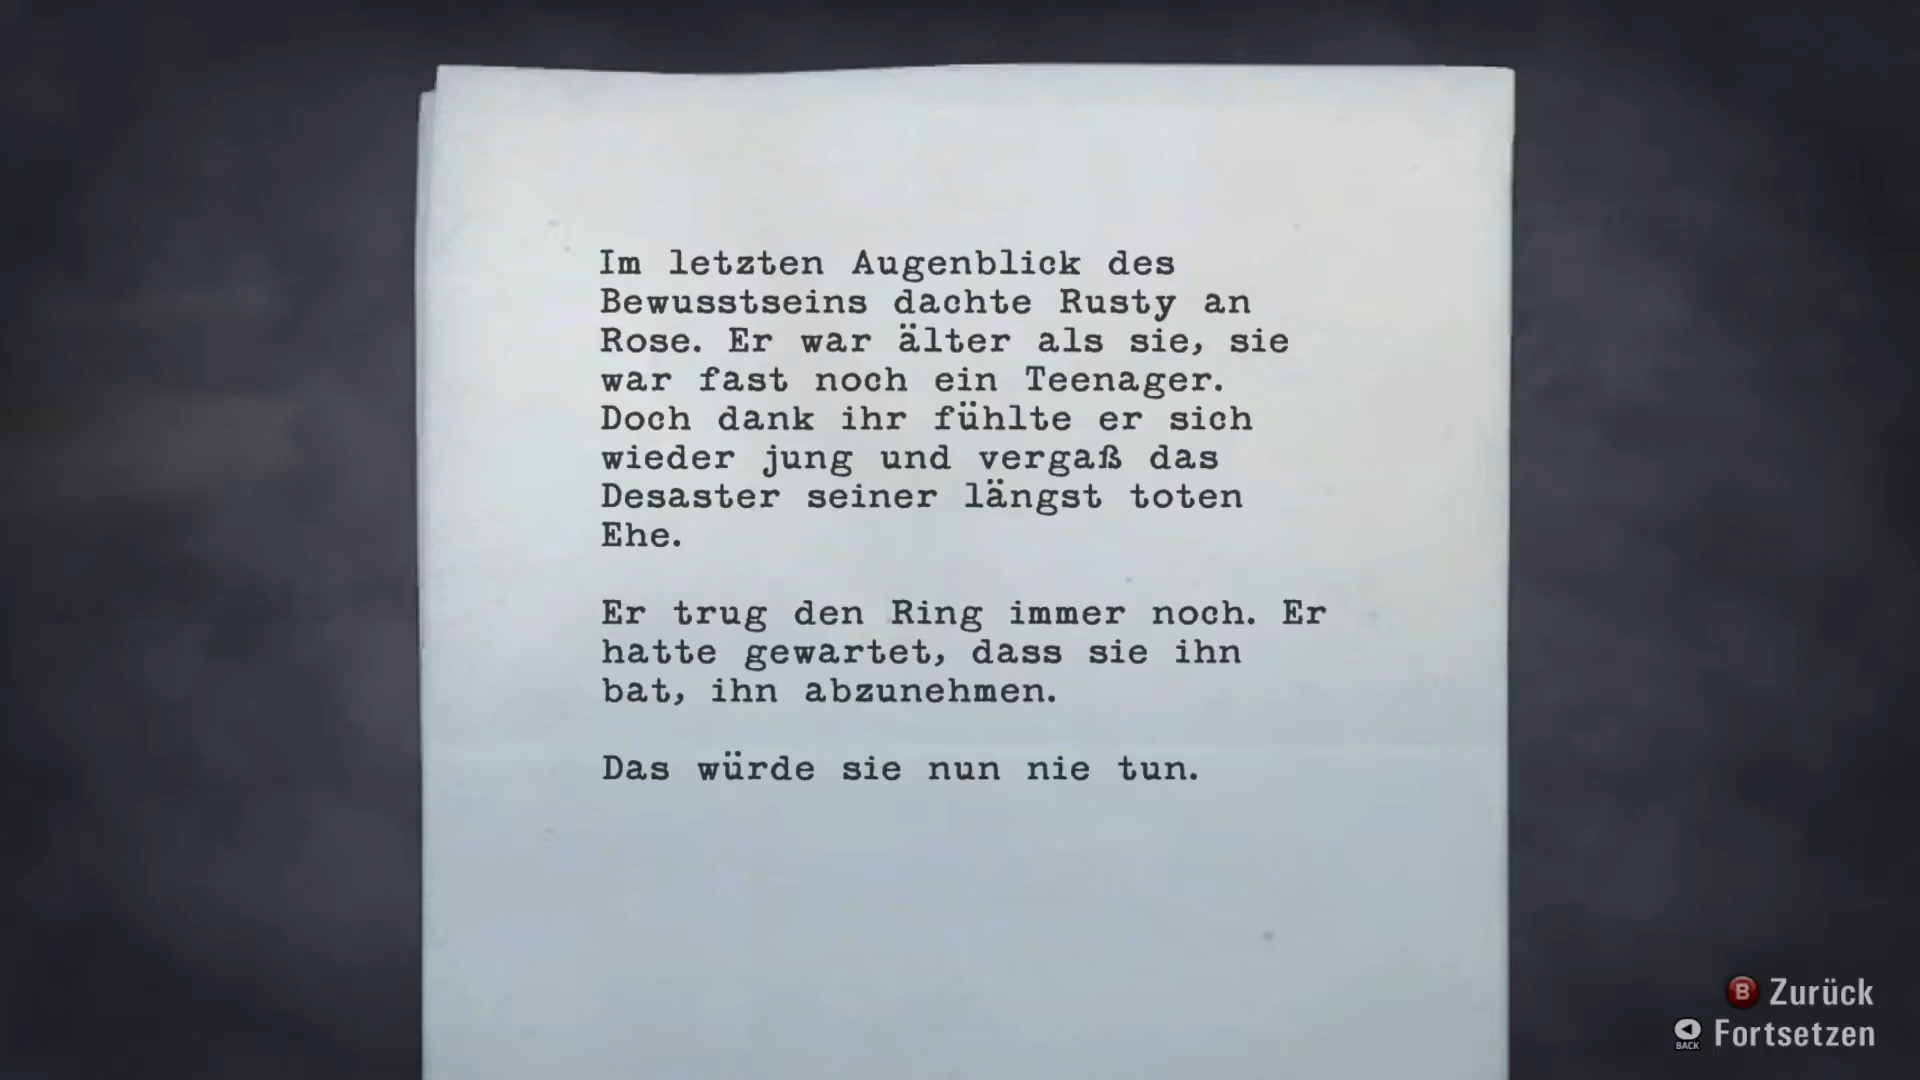 Im letzten Augenblick des
Bewusstseins dachte Rusty an
Rose. Er war älter als sie, sie
war fast noch ein Teenager.
Doch dank ihr fühlte er sich
wieder jung und vergaß das
Desaster seiner längst toten
Ehe.
Er trug den Ring immer noch. Er
hatte gewartet, dass sie ihn
bat, ihn abzunehmen.
Das würde sie nun nie tun.
B Zurück
BACK Fortsetzen